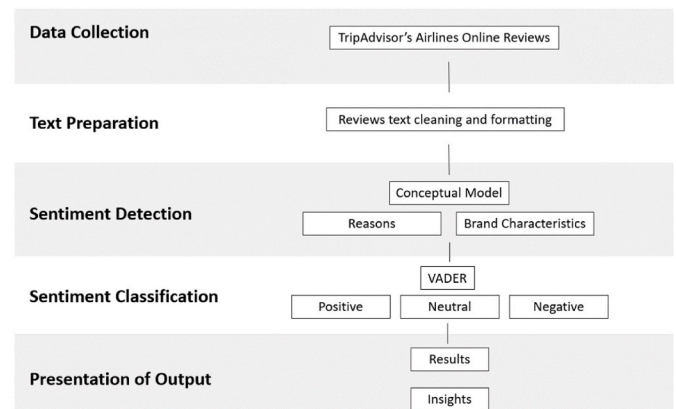 Data Collection
TripAdvisor's Airlines Online Reviews
Text Preparation
Reviews text cleaning and formatting
Conceptual Model
Sentiment Detection
Reasons
Brand Characteristics
VADER
Sentiment Classification
Positive
Neutral
Negative
Results
Presentation of Output
Insights